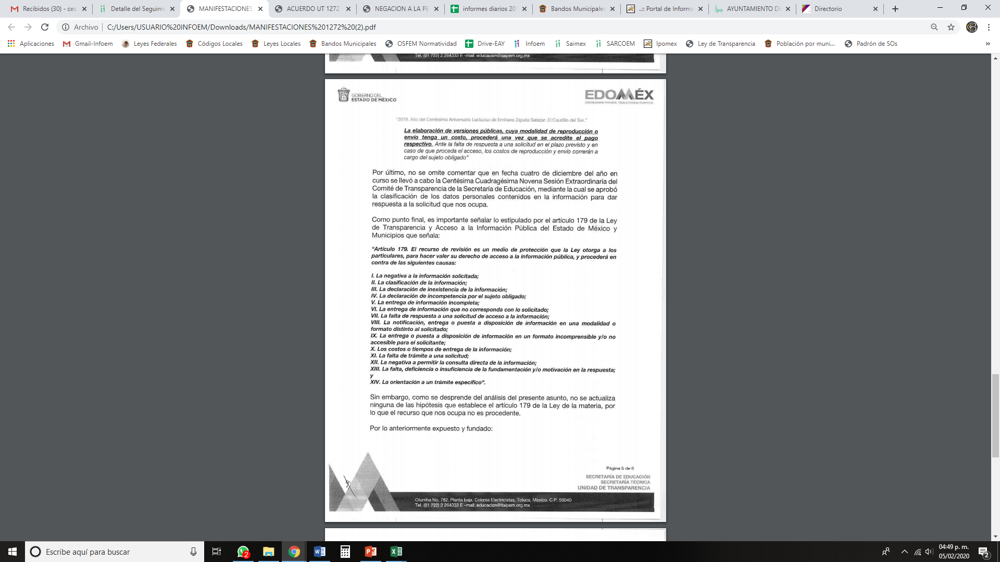 Recibidos (30) - ces
Detalle del Seguimi
MANIFESTACIONES
ACUERDO UT 1272
NEGACION A LA PE
informes diarios 201
Bandos Municipales
..:: Portal de Informa
AYUNTAMIENTO DE
Directorio
Archivo
C:/Users/USUARIO%20INFOEM/Downloads/MANIFESTACIONES%201272%20(2).pdf
Aplicaciones
Gmail-Infoem
Leyes Federales
Códigos Locales
Leyes Locales
Bandos Municipales
OSFEM Normatividad
Drive-EAY
Infoem
Saimex
SARCOEM
Ipomex
Ley de Transparencia
Población por muni...
Padrón de SOs
»
Tel. (01 722) 2 264333 E –mail: educacion@itaipem.org.mx
GOBIERNO DEL
ESTADO DE MÉXICO
EDOMÉX
DECISIONES FIRMES, RESULTADOS FUERTES.
"2019. Año del Centésimo Aniversario Luctuoso de Emiliano Zapata Salazar. El Caudillo del Sur."
La elaboración de versiones públicas, cuya modalidad de reproducción o
envío tenga un costo, procederá una vez que se acredite el pago
respectivo. Ante la falta de respuesta a una solicitud en el plazo previsto y en
caso de que proceda el acceso, los costos de reproducción y envío correrán a
cargo del sujeto obligado"
Por último, no se omite comentar que en fecha cuatro de diciembre del año en
curso se llevó a cabo la Centésima Cuadragésima Novena Sesión Extraordinaria del
Comité de Transparencia de la Secretaría de Educación, mediante la cual se aprobó
la clasificación de los datos personales contenidos en la información para dar
respuesta a la solicitud que nos ocupa.
Como punto final, es importante señalar lo estipulado por el artículo 179 de la Ley
de Transparencia y Acceso a la Información Pública del Estado de México y
Municipios que señala:
"Artículo 179. El recurso de revisión es un medio de protección que la Ley otorga a los
particulares, para hacer valer su derecho de acceso a la información pública, y procederá en
contra de las siguientes causas:
I. La negativa a la información solicitada;
II. La clasificación de la información;
III. La declaración de inexistencia de la información;
IV. La declaración de incompetencia por el sujeto obligado;
V. La entrega de información incompleta;
VI. La entrega de información que no corresponda con lo solicitado;
VII. La falta de respuesta a una solicitud de acceso a la información;
VIII. La notificación, entrega o puesta a disposición de información en una modalidad o
formato distinto al solicitado;
IX. La entrega o puesta a disposición de información en un formato incomprensible y/o no
accesible para el solicitante;
X. Los costos o tiempos de entrega de la información;
XI. La falta de trámite a una solicitud;
XII. La negativa a permitir la consulta directa de la información;
XIII. La falta, deficiencia o insuficiencia de la fundamentación y/o motivación en la respuesta;
y
XIV. La orientación a un trámite específico".
Sin embargo, como se desprende del análisis del presente asunto, no se actualiza
ninguna de las hipótesis que establece el artículo 179 de la Ley de la materia, por
lo que el recurso que nos ocupa no es procedente.
Por lo anteriormente expuesto y fundado:
Página 5 de 6
SECRETARÍA DE EDUCACIÓN
SECRETARÍA TÉCNICA
UNIDAD DE TRANSPARENCIA
Otumba No. 782, Planta baja, Colonia Electricistas, Toluca, México. C.P. 50040
Tel. (01 722) 2 264333 E –mail: educacion@itaipem.org.mx
Escribe aquí para buscar
2
04:49 p. m.
05/02/2020
2